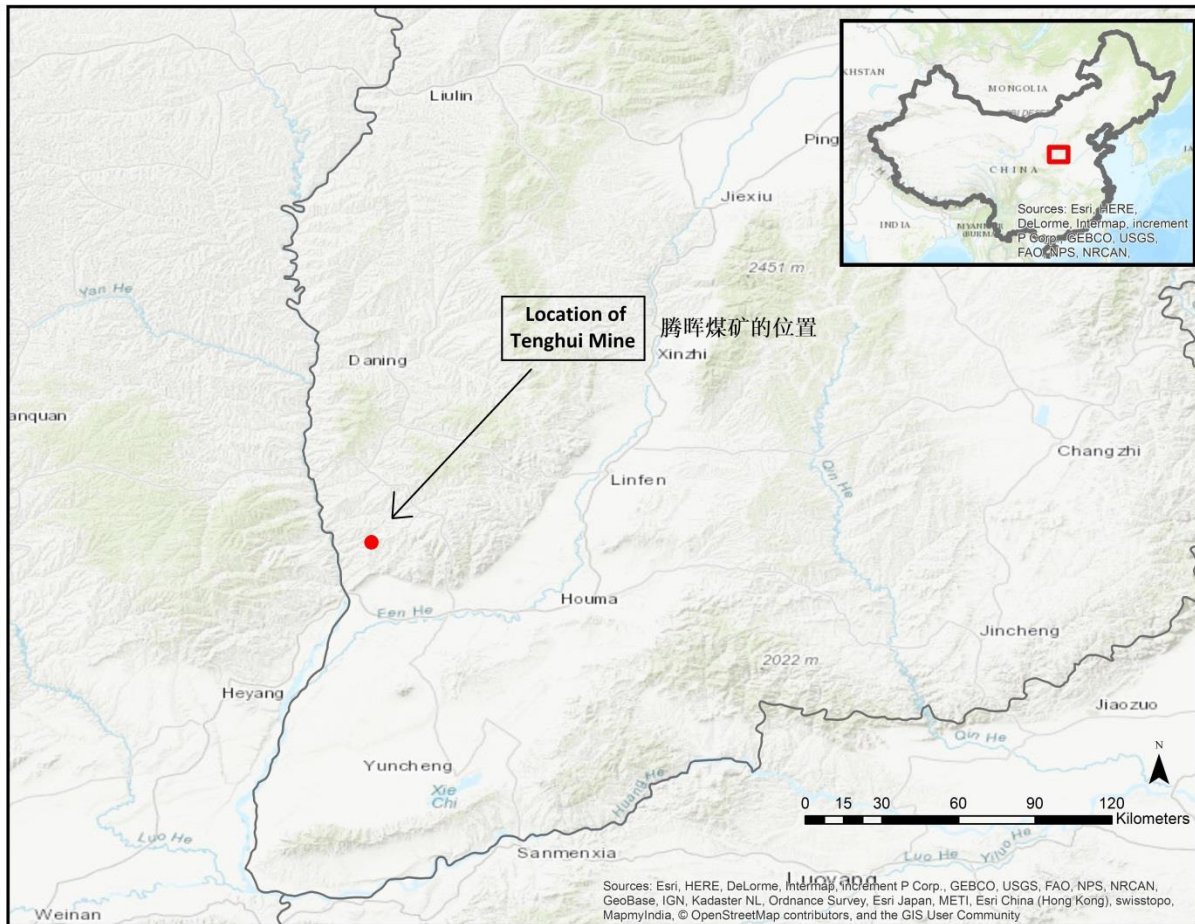 Liulin
Ping
Jiexiu
2451 m
Yan He
Location of
Tenghui Mine
腾晖煤矿的位置
Xinzhi
Daning
anquan
Changzhi
Qin He
Linfen
Houma
Fen He
Jincheng
2022 m
Heyang
Jiaozuo
Qin He
Yuncheng
Xie
Chi
Huang He
N
0 15 30 60 90 120
Kilometers
Luo He
Sanmenxia
Luo He
Yiluo He
Luoyang
Weinan
Sources: Esri, HERE, DeLorme, Intermap, increment P Corp., GEBCO, USGS, FAO, NPS, NRCAN,
GeoBase, IGN, Kadaster NL, Ordnance Survey, Esri Japan, METI, Esri China (Hong Kong), swisstopo,
MapmyIndia, © OpenStreetMap contributors, and the GIS User Community
KHSTAN
MONGOLIA
CHINA
INDIA
MYANMAR
(BURMA)
Sources: Esri, HERE,
DeLorme, Intermap, increment
P Corp., GEBCO, USGS,
FAO, NPS, NRCAN,